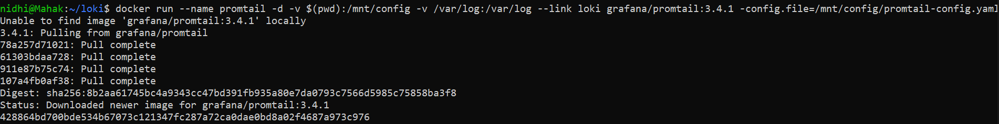 nidhi@Mahak:~/loki$ docker run --name promtail -d -v $(pwd):/mnt/config -v /var/log:/var/log --link loki grafana/promtail:3.4.1 -config.file=/mnt/config/promtail-config.yaml
Unable to find image 'grafana/promtail:3.4.1' locally
3.4.1: Pulling from grafana/promtail
78a257d71021: Pull complete
61303bdaa728: Pull complete
911e87b75c74: Pull complete
107a4fb0af38: Pull complete
Digest: sha256:8b2aa61745bc4a9343cc47bd391fb935a80e7da0793c7566d5985c75858ba3f8
Status: Downloaded newer image for grafana/promtail:3.4.1
428864bd700bde534b67073c121347fc287a72ca0dae0bd8a02f4687a973c976